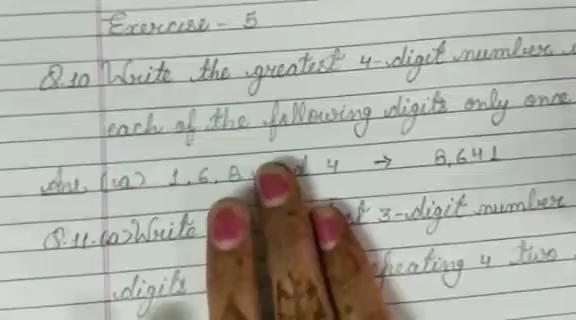 Exercise - 5
Q.10 Write the greatest 4-digit number
each of the following digits only once
Ans. (a) 1, 6, 8 4 → 8,641
Q.11.(a) Write 3-digit number
digits repeating 4 two